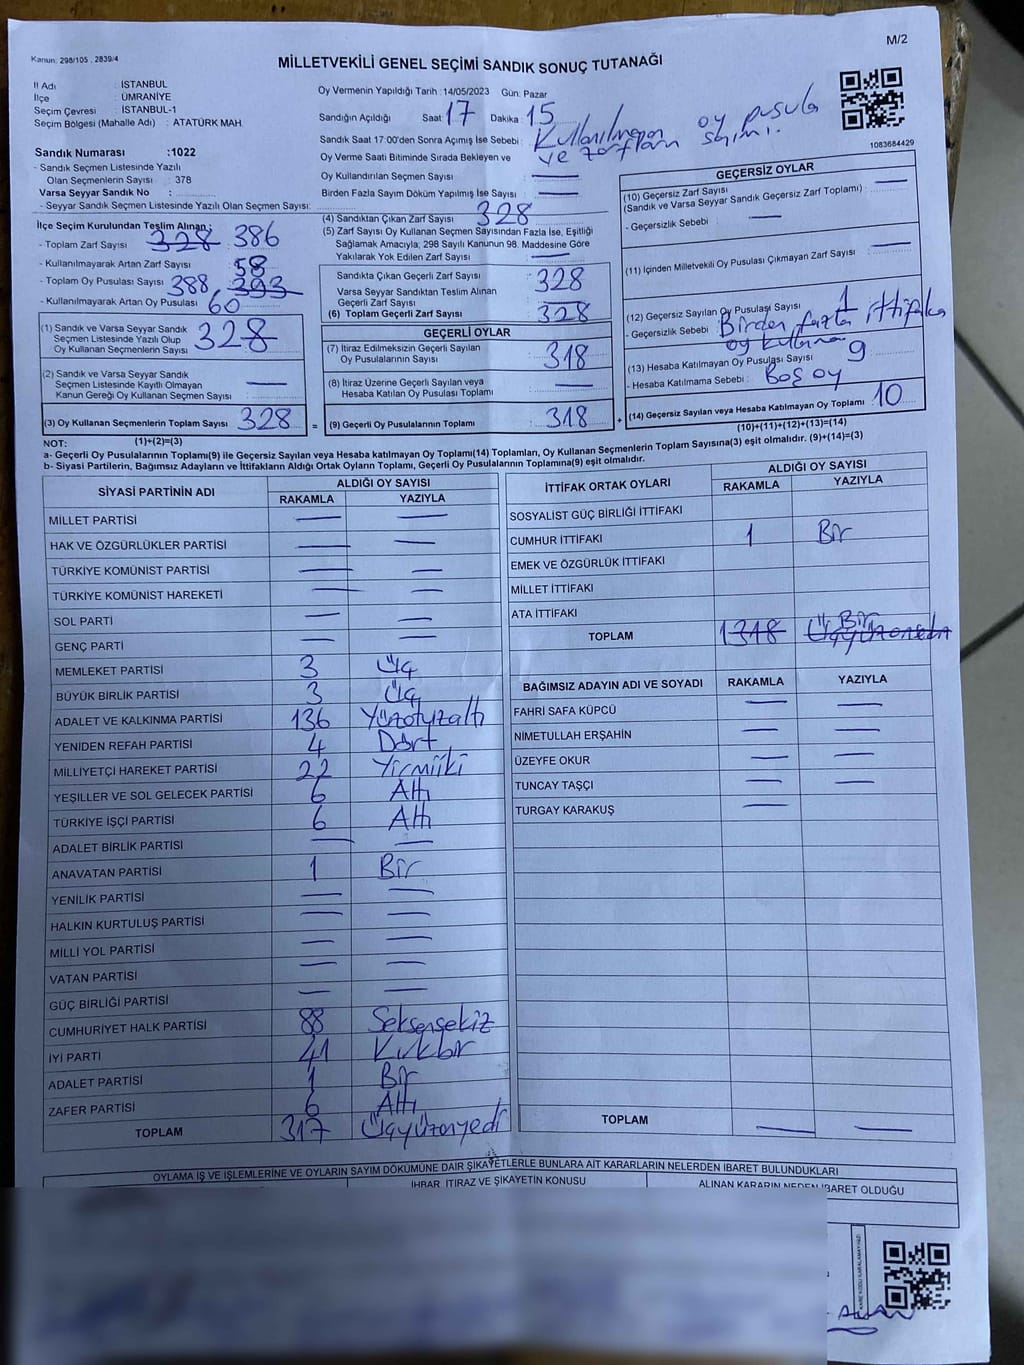 M/2
Kanun: 298/105 , 2839/4
MİLLETVEKİLİ GENEL SEÇİMİ SANDIK SONUÇ TUTANAĞI
İl Adı : İSTANBUL
İlçe : ÜMRANİYE
Seçim Çevresi : İSTANBUL-1
Seçim Bölgesi (Mahalle Adı) : ATATÜRK MAH.
Oy Vermenin Yapıldığı Tarih :14/05/2023 Gün: Pazar
Sandığın Açıldığı Saat: 17 Dakika : 15
Sandık Saat 17.00'den Sonra Açımış İse Sebebi : Kullanılmayan oy pusula
ve zarfların sayımı.
Oy Verme Saati Bitiminde Sırada Bekleyen ve
Oy Kullandırılan Seçmen Sayısı : —
Birden Fazla Sayım Döküm Yapılmış İse Sayısı : —
1083684429
Sandık Numarası :1022
- Sandık Seçmen Listesinde Yazılı
Olan Seçmenlerin Sayısı : 378
Varsa Seyyar Sandık No :
- Seyyar Sandık Seçmen Listesinde Yazılı Olan Seçmen Sayısı:
İlçe Seçim Kurulundan Teslim Alınan :
- Toplam Zarf Sayısı 328 386
- Kullanılmayarak Artan Zarf Sayısı 58
- Toplam Oy Pusulası Sayısı 388 393
- Kullanılmayarak Artan Oy Pusulası 60
(1) Sandık ve Varsa Seyyar Sandık
Seçmen Listesinde Yazılı Olup
Oy Kullanan Seçmenlerin Sayısı 328
(2) Sandık ve Varsa Seyyar Sandık
Seçmen Listesinde Kayıtlı Olmayan
Kanun Gereği Oy Kullanan Seçmen Sayısı : —
(3) Oy Kullanan Seçmenlerin Toplam Sayısı 328 =
(4) Sandıktan Çıkan Zarf Sayısı 328
(5) Zarf Sayısı Oy Kullanan Seçmen Sayısından Fazla İse, Eşitliği
Sağlamak Amacıyla, 298 Sayılı Kanunun 98. Maddesine Göre
Yakılarak Yok Edilen Zarf Sayısı : —
Sandıkta Çıkan Geçerli Zarf Sayısı 328
Varsa Seyyar Sandıktan Teslim Alınan
Geçerli Zarf Sayısı : —
(6) Toplam Geçerli Zarf Sayısı : 328
GEÇERLİ OYLAR
(7) İtiraz Edilmeksizin Geçerli Sayılan
Oy Pusulalarının Sayısı : 318
(8) İtiraz Üzerine Geçerli Sayılan veya
Hesaba Katılan Oy Pusulası Toplamı —
(9) Geçerli Oy Pusulalarının Toplamı : 318 +
GEÇERSİZ OYLAR
(10) Geçersiz Zarf Sayısı —
(Sandık ve Varsa Seyyar Sandık Geçersiz Zarf Toplamı) :
- Geçersizlik Sebebi : —
(11) İçinden Milletvekili Oy Pusulası Çıkmayan Zarf Sayısı : —
(12) Geçersiz Sayılan Oy Pusulası Sayısı : 1
- Geçersizlik Sebebi : Birden fazla ittifaka
oy kullanma
(13) Hesaba Katılmayan Oy Pusulası Sayısı : 9
- Hesaba Katılmama Sebebi : Boş oy
(14) Geçersiz Sayılan veya Hesaba Katılmayan Oy Toplamı : 10
(10)+(11)+(12)+(13)=(14)
NOT: (1)+(2)=(3)
a- Geçerli Oy Pusulalarının Toplamı(9) ile Geçersiz Sayılan veya Hesaba katılmayan Oy Toplamı(14) Toplamları, Oy Kullanan Seçmenlerin Toplam Sayısına(3) eşit olmalıdır. (9)+(14)=(3)
b- Siyasi Partilerin, Bağımsız Adayların ve İttifakların Aldığı Ortak Oyların Toplamı, Geçerli Oy Pusulalarının Toplamına(9) eşit olmalıdır.
SİYASİ PARTİNİN ADI ALDIĞI OY SAYISI
RAKAMLA YAZIYLA
MİLLET PARTİSİ — —
HAK VE ÖZGÜRLÜKLER PARTİSİ — —
TÜRKİYE KOMÜNİST PARTİSİ — —
TÜRKİYE KOMÜNİST HAREKETİ — —
SOL PARTİ — —
GENÇ PARTİ — —
MEMLEKET PARTİSİ 3 Üç
BÜYÜK BİRLİK PARTİSİ 3 Üç
ADALET VE KALKINMA PARTİSİ 136 Yüzotuzaltı
YENİDEN REFAH PARTİSİ 4 Dört
MİLLİYETÇİ HAREKET PARTİSİ 22 Yirmiiki
YEŞİLLER VE SOL GELECEK PARTİSİ 6 Altı
TÜRKİYE İŞÇİ PARTİSİ 6 Altı
ADALET BİRLİK PARTİSİ — —
ANAVATAN PARTİSİ 1 Bir
YENİLİK PARTİSİ — —
HALKIN KURTULUŞ PARTİSİ — —
MİLLİ YOL PARTİSİ — —
VATAN PARTİSİ — —
GÜÇ BİRLİĞİ PARTİSİ — —
CUMHURİYET HALK PARTİSİ 88 Seksensekiz
İYİ PARTİ 41 Kırkbir
ADALET PARTİSİ 1 Bir
ZAFER PARTİSİ 6 Altı
TOPLAM 317 Üçyüzonyedi
İTTİFAK ORTAK OYLARI ALDIĞI OY SAYISI
RAKAMLA YAZIYLA
SOSYALİST GÜÇ BİRLİĞİ İTTİFAKI
CUMHUR İTTİFAKI 1 Bir
EMEK VE ÖZGÜRLÜK İTTİFAKI
MİLLET İTTİFAKI
ATA İTTİFAKI
TOPLAM 1 318 Bir
BAĞIMSIZ ADAYIN ADI VE SOYADI RAKAMLA YAZIYLA
FAHRİ SAFA KÜPCÜ — —
NİMETULLAH ERŞAHİN — —
ÜZEYFE OKUR — —
TUNCAY TAŞÇI — —
TURGAY KARAKUŞ —
TOPLAM — —
OYLAMA İŞ VE İŞLEMLERİNE VE OYLARIN SAYIM DÖKÜMÜNE DAİR ŞİKAYETLERLE BUNLARA AİT KARARLARIN NELERDEN İBARET BULUNDUKLARI
İHBAR, İTİRAZ VE ŞİKAYETİN KONUSU
ALINAN KARARIN NEDEN İBARET OLDUĞU
KARE KODU KARALAMAYINIZ!